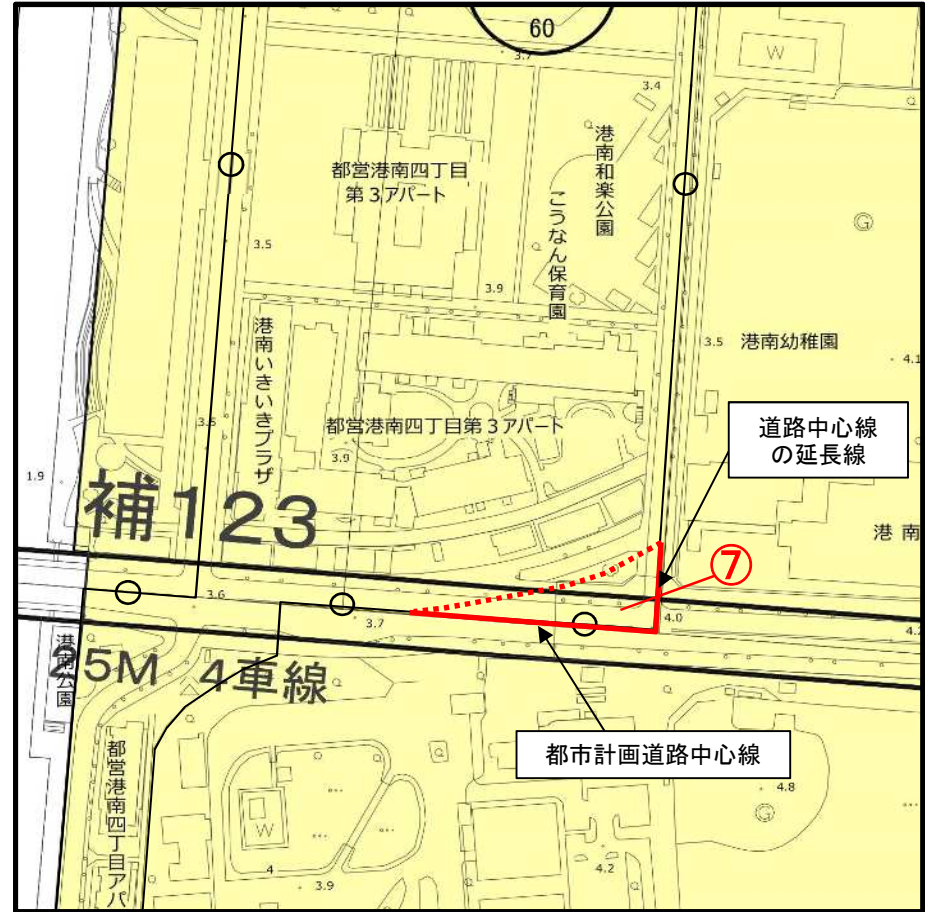 60
3.7
W
3.4
港南和楽公園
都営港南四丁目
第3アパート
こうなん保育園
G
3.5
3.9
港南いきいきプラザ
3.5
港南幼稚園
4.1
都営港南四丁目第3アパート
道路中心線
の延長線
3.6
3.9
1.9
補123
港南
⑦
3.6
3.7
4.0
4.2
港南公園
25M 4車線
都市計画道路中心線
都営港南四丁目アパ
W
4.8
G
4
3.9
4.2